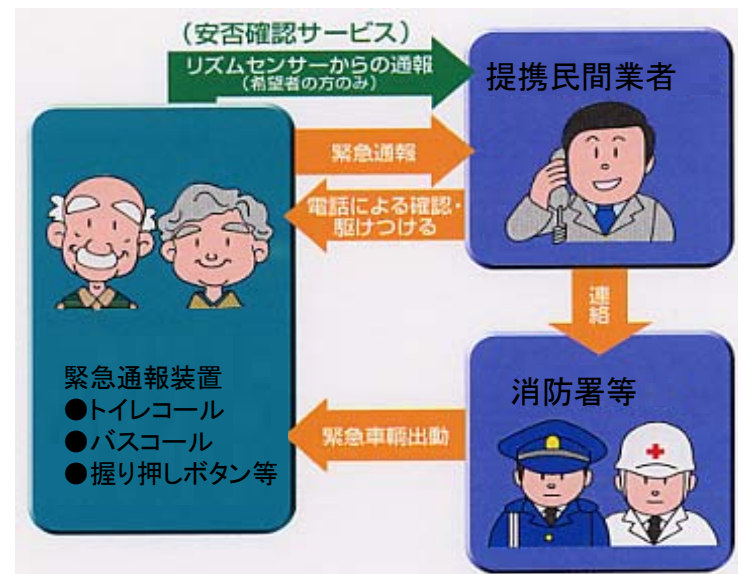 (安否確認サービス)
リズムセンサーからの通報
(希望者の方のみ)
提携民間業者
緊急通報
電話による確認・
駆けつける
連絡
緊急通報装置
●トイレコール
●バスコール
●握り押しボタン等
消防署等
緊急車輌出動